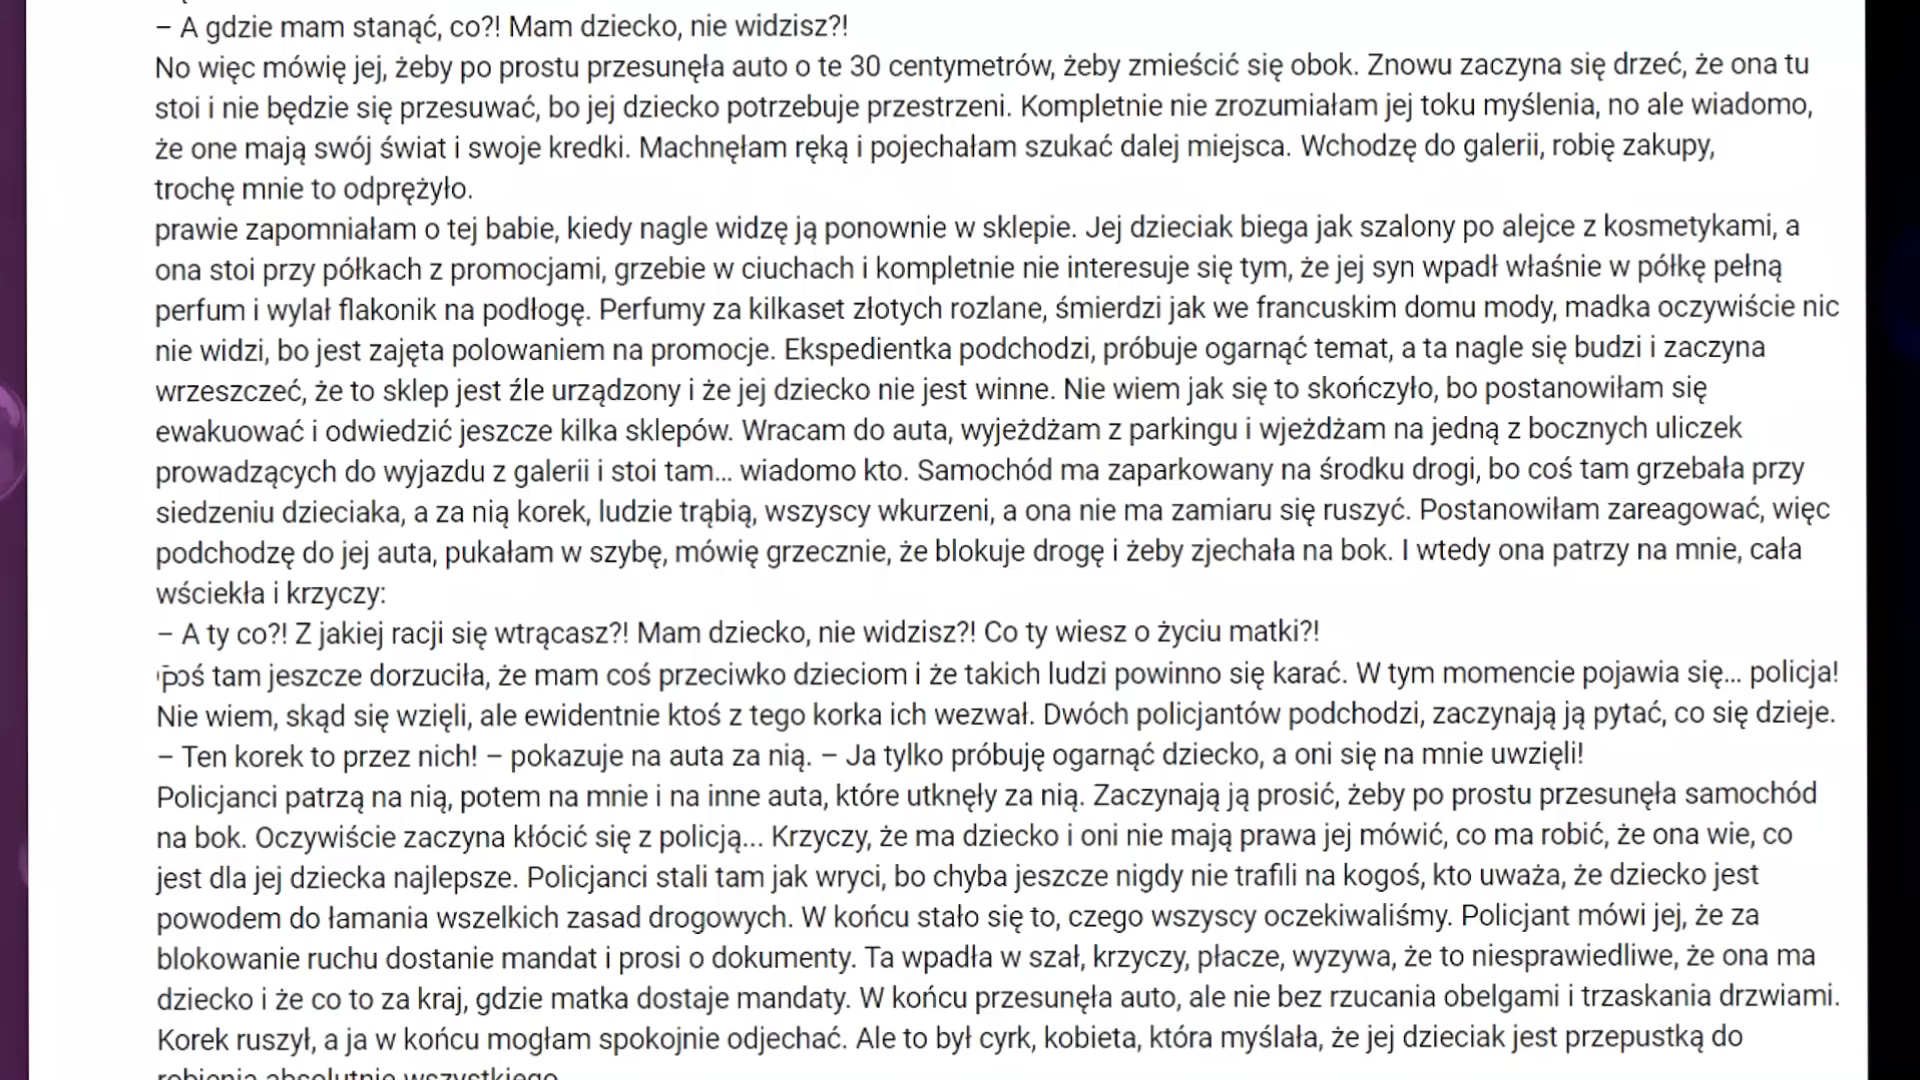 – A gdzie mam stanąć, co?! Mam dziecko, nie widzisz?!
No więc mówię jej, żeby po prostu przesunęła auto o te 30 centymetrów, żeby zmieścić się obok. Znowu zaczyna się drzeć, że ona tu
stoi i nie będzie się przesuwać, bo jej dziecko potrzebuje przestrzeni. Kompletnie nie zrozumiałam jej toku myślenia, no ale wiadomo,
że one mają swój świat i swoje kredki. Machnęłam ręką i pojechałam szukać dalej miejsca. Wchodzę do galerii, robię zakupy,
trochę mnie to odprężyło.
prawie zapomniałam o tej babie, kiedy nagle widzę ją ponownie w sklepie. Jej dzieciak biega jak szalony po alejce z kosmetykami, a
ona stoi przy półkach z promocjami, grzebie w ciuchach i kompletnie nie interesuje się tym, że jej syn wpadł właśnie w półkę pełną
perfum i wylał flakonik na podłogę. Perfumy za kilkaset złotych rozlane, śmierdzi jak we francuskim domu mody, madka oczywiście nic
nie widzi, bo jest zajęta polowaniem na promocje. Ekspedientka podchodzi, próbuje ogarnąć temat, a ta nagle się budzi i zaczyna
wrzeszczeć, że to sklep jest źle urządzony i że jej dziecko nie jest winne. Nie wiem jak się to skończyło, bo postanowiłam się
ewakuować i odwiedzić jeszcze kilka sklepów. Wracam do auta, wyjeżdżam z parkingu i wjeżdżam na jedną z bocznych uliczek
prowadzących do wyjazdu z galerii i stoi tam... wiadomo kto. Samochód ma zaparkowany na środku drogi, bo coś tam grzebała przy
siedzeniu dzieciaka, a za nią korek, ludzie trąbią, wszyscy wkurzeni, a ona nie ma zamiaru się ruszyć. Postanowiłam zareagować, więc
podchodzę do jej auta, pukałam w szybę, mówię grzecznie, że blokuje drogę i żeby zjechała na bok. I wtedy ona patrzy na mnie, cała
wściekła i krzyczy:
– A ty co?! Z jakiej racji się wtrącasz?! Mam dziecko, nie widzisz?! Co ty wiesz o życiu matki?!
tam jeszcze dorzuciła, że mam coś przeciwko dzieciom i że takich ludzi powinno się karać. W tym momencie pojawia się... policja!
Nie wiem, skąd się wzięli, ale ewidentnie ktoś z tego korka ich wezwał. Dwóch policjantów podchodzi, zaczynają ją pytać, co się dzieje.
– Ten korek to przez nich! – pokazuje na auta za nią. – Ja tylko próbuję ogarnąć dziecko, a oni się na mnie uwzięli!
Policjanci patrzą na nią, potem na mnie i na inne auta, które utknęły za nią. Zaczynają ją prosić, żeby po prostu przesunęła samochód
na bok. Oczywiście zaczyna kłócić się z policją... Krzyczy, że ma dziecko i oni nie mają prawa jej mówić, co ma robić, że ona wie, co
jest dla jej dziecka najlepsze. Policjanci stali tam jak wryci, bo chyba jeszcze nigdy nie trafili na kogoś, kto uważa, że dziecko jest
powodem do łamania wszelkich zasad drogowych. W końcu stało się to, czego wszyscy oczekiwaliśmy. Policjant mówi jej, że za
blokowanie ruchu dostanie mandat i prosi o dokumenty. Ta wpadła w szał, krzyczy, płacze, wyzywa, że to niesprawiedliwe, że ona ma
dziecko i że co to za kraj, gdzie matka dostaje mandaty. W końcu przesunęła auto, ale nie bez rzucania obelgami i trzaskania drzwiami.
Korek ruszył, a ja w końcu mogłam spokojnie odjechać. Ale to był cyrk, kobieta, która myślała, że jej dzieciak jest przepustką do
robienia absolutnie wszystkiego